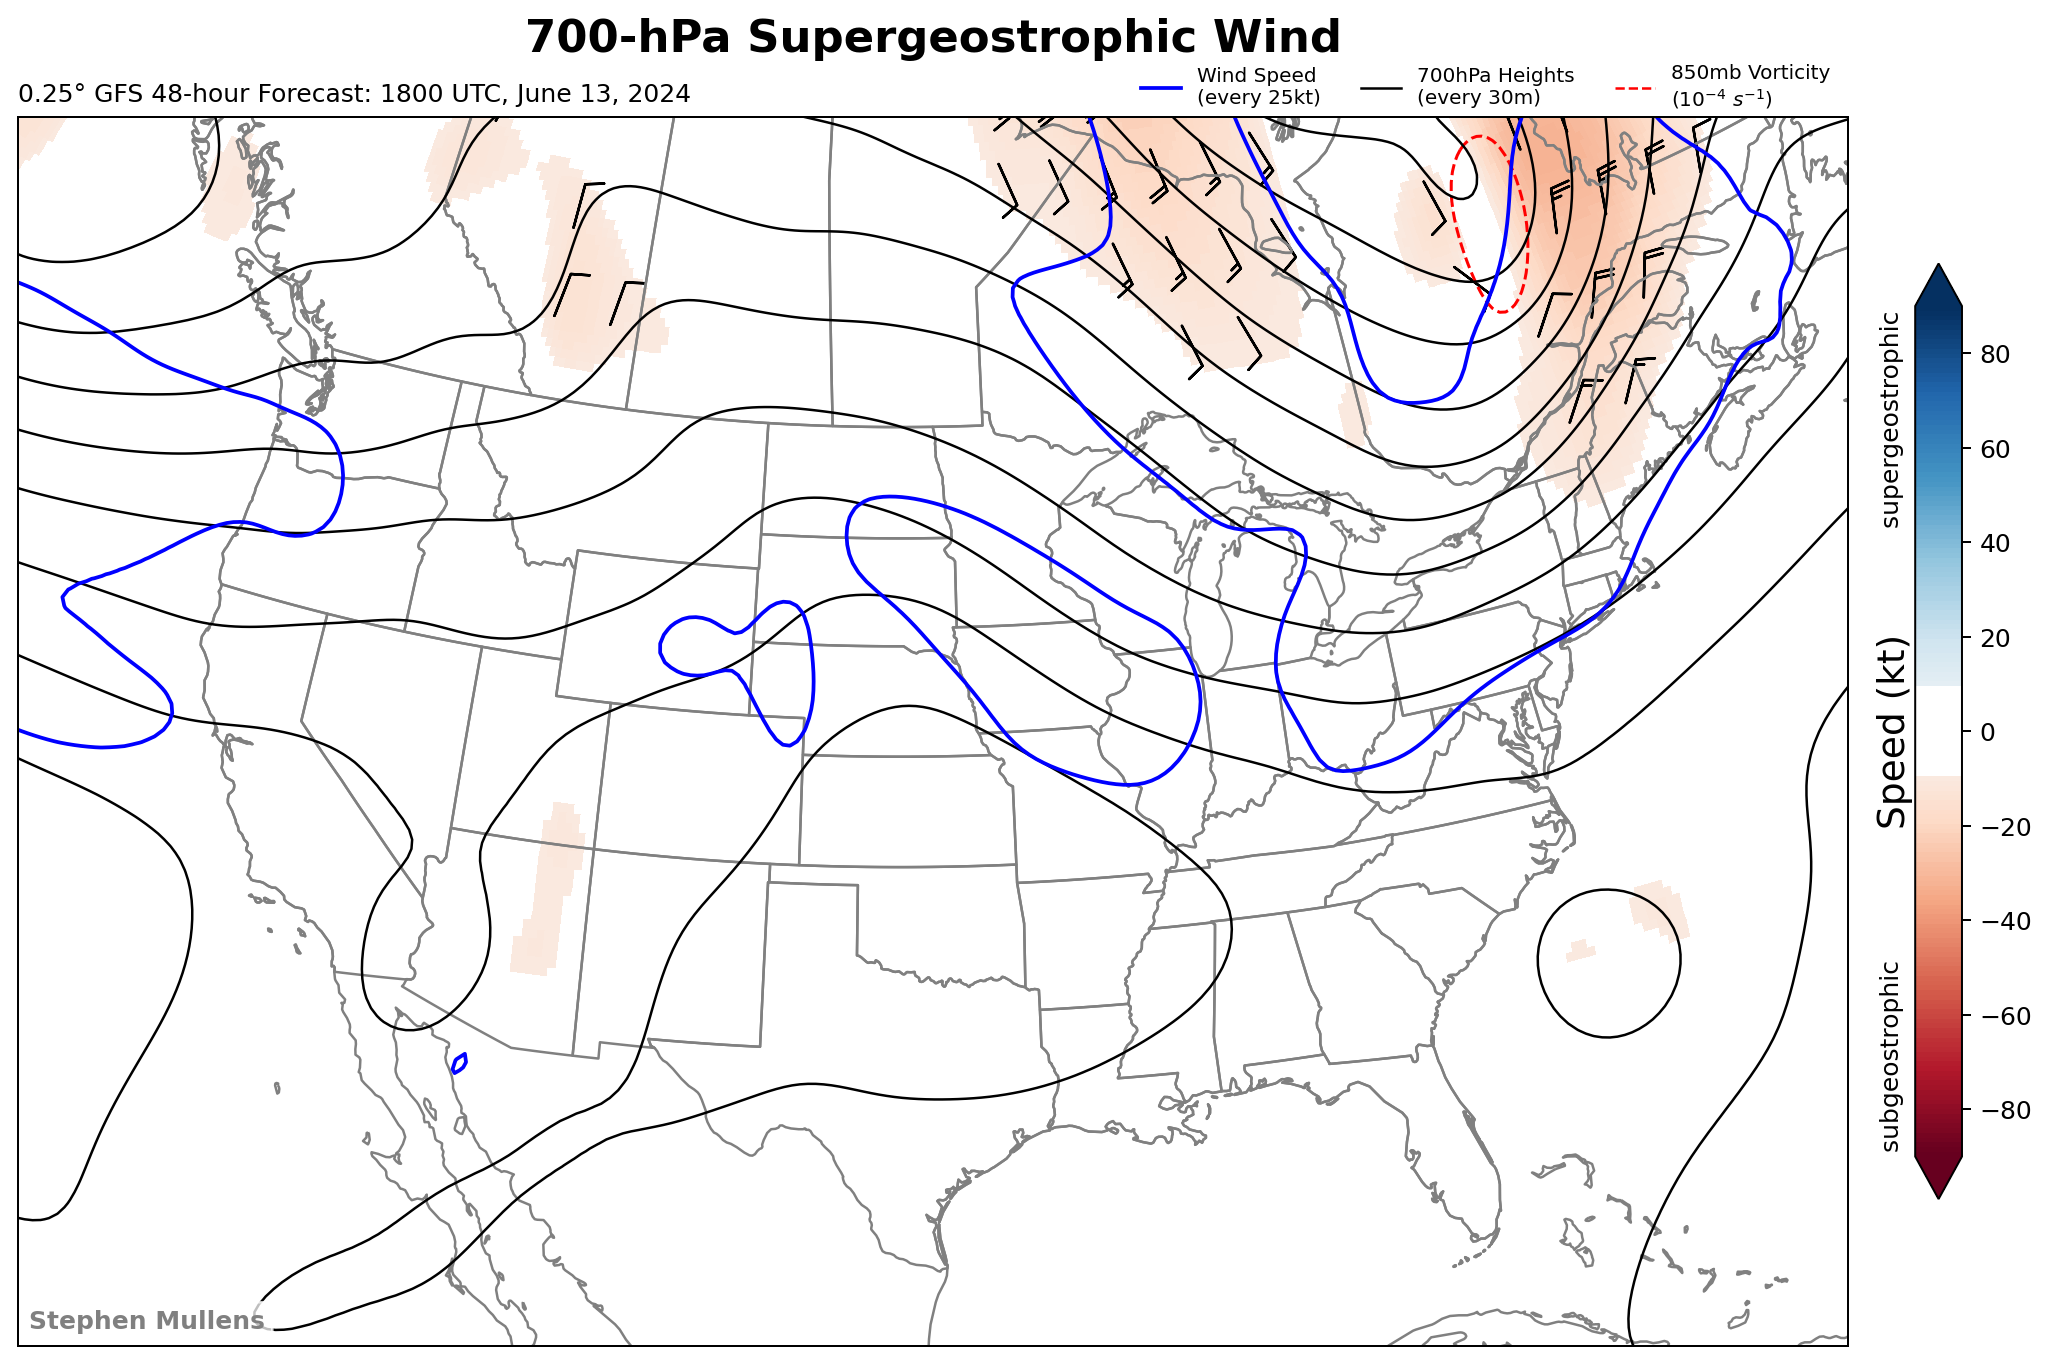 700-hPa Supergeostrophic Wind
0.25° GFS 48-hour Forecast: 1800 UTC, June 13, 2024
Wind Speed
(every 25kt)
700hPa Heights
(every 30m)
850mb Vorticity
(10⁻⁴ s⁻¹)
supergeostrophic
Speed (kt)
subgeostrophic
80
60
40
20
0
−20
−40
−60
−80
Stephen Mullens